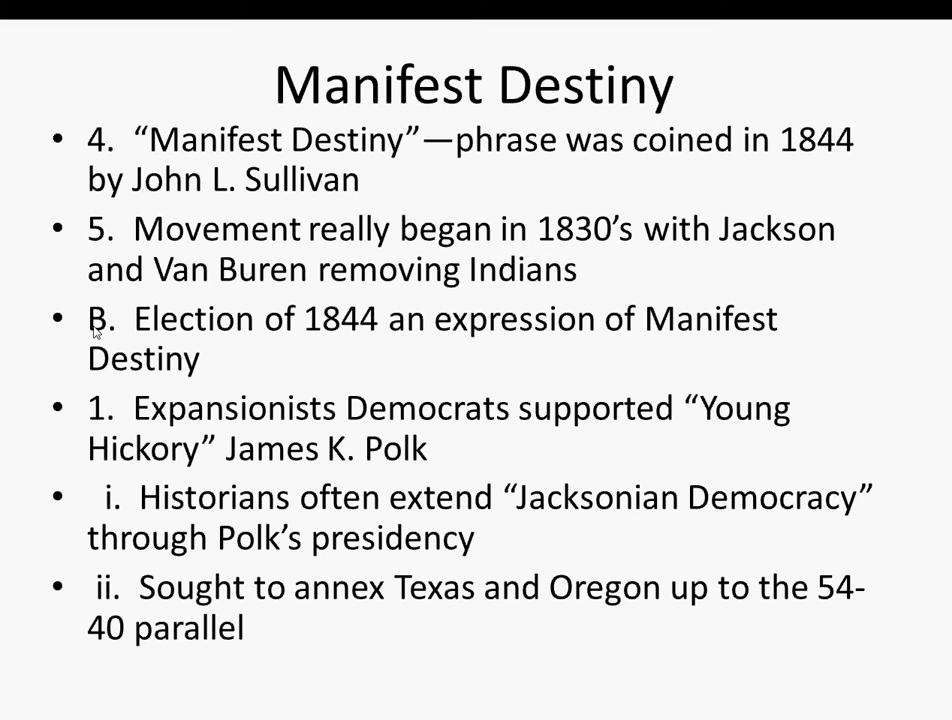 Manifest Destiny
• 4. “Manifest Destiny”—phrase was coined in 1844
by John L. Sullivan
• 5. Movement really began in 1830’s with Jackson
and Van Buren removing Indians
• B. Election of 1844 an expression of Manifest
Destiny
• 1. Expansionists Democrats supported “Young
Hickory” James K. Polk
• i. Historians often extend “Jacksonian Democracy”
through Polk’s presidency
• ii. Sought to annex Texas and Oregon up to the 54-
40 parallel